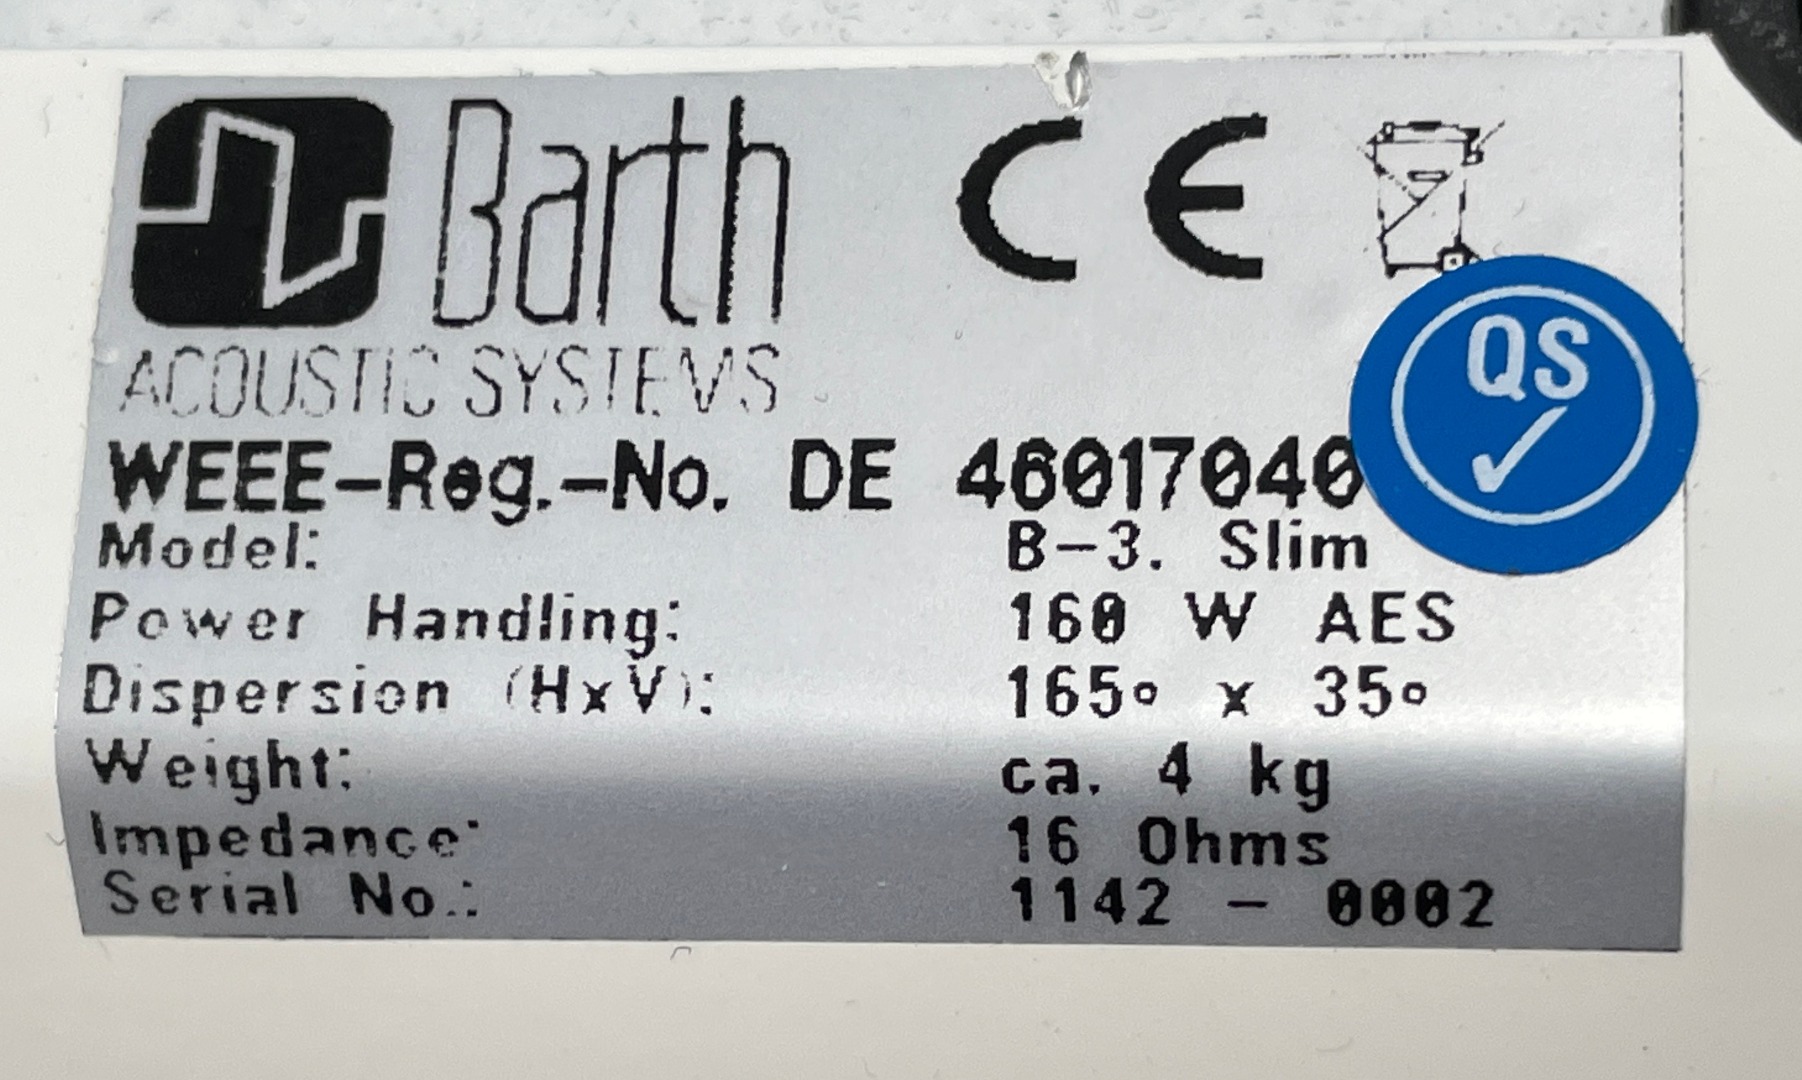 Barth
ACOUSTIC SYSTEMS
CE
QS
WEEE-Reg.-No. DE 46017040
Model: B-3. Slim
Power Handling: 160 W AES
Dispersion (HxV): 165° x 35°
Weight: ca. 4 kg
Impedance: 16 Ohms
Serial No.: 1142 - 0002